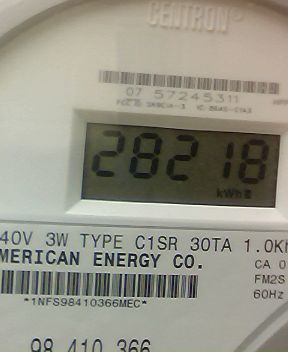 CENTRON®
07 57245311
28218
kWh
40V 3W TYPE C1SR 30TA 1.0Kh
MERICAN ENERGY CO.
CA 0
FM2S
60Hz
*1NFS98410366MEC*
98 410 366